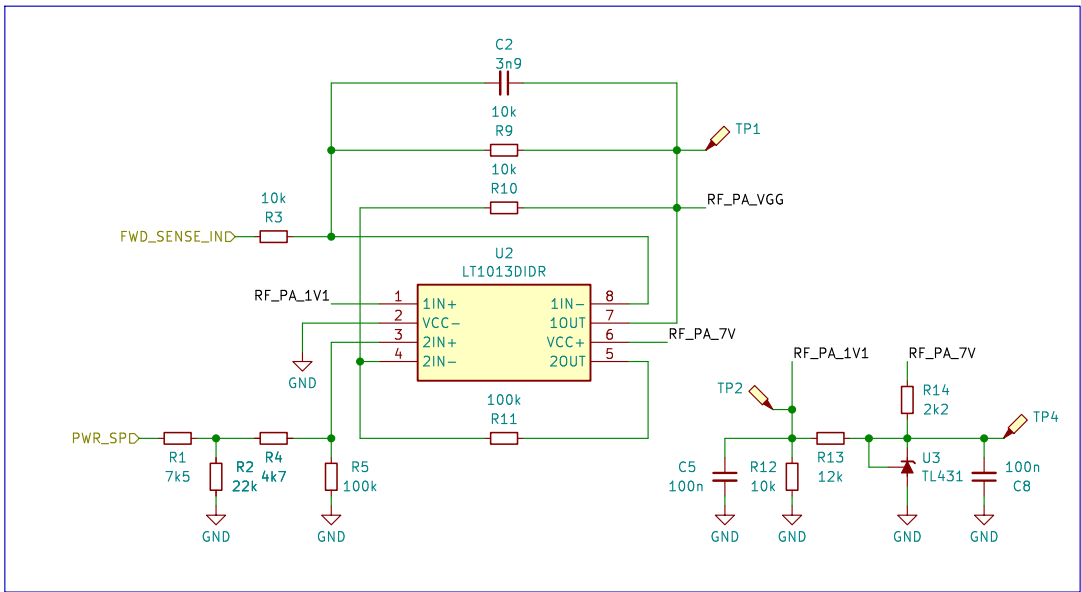 C2
3n9
10k
R9
TP1
10k
R10
RF_PA_VGG
10k
R3
FWD_SENSE_IN
U2
LT1013DIDR
RF_PA_1V1
1 1IN+ 1IN- 8
2 VCC- 1OUT 7
3 2IN+ VCC+ 6
4 2IN- 2OUT 5
RF_PA_7V
GND
100k
R11
PWR_SP
R1
7k5
R2
22k
R4
4k7
R5
100k
GND
GND
RF_PA_1V1
RF_PA_7V
TP2
R14
2k2
TP4
C5
100n
R12
10k
R13
12k
U3
TL431
100n
C8
GND
GND
GND
GND